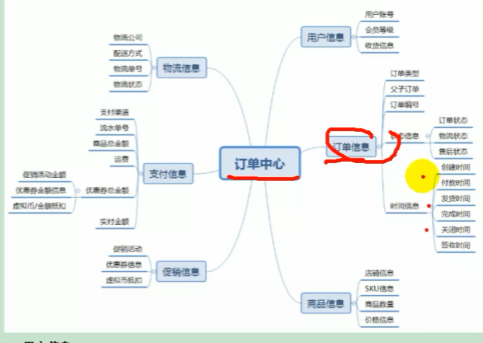 订单中心
用户信息
用户账号
会员等级
收货信息
订单信息
订单类型
父子订单
订单编号
状态信息
订单状态
物流状态
售后状态
时间信息
创建时间
付款时间
发货时间
完成时间
关闭时间
签收时间
商品信息
店铺信息
SKU信息
商品数量
价格信息
物流信息
物流公司
配送方式
物流单号
物流状态
支付信息
支付渠道
流水单号
商品总金额
运费
优惠券总金额
促销活动金额
优惠券金额信息
虚拟币/金额抵扣
实付金额
促销信息
促销活动
优惠券信息
虚拟币抵扣